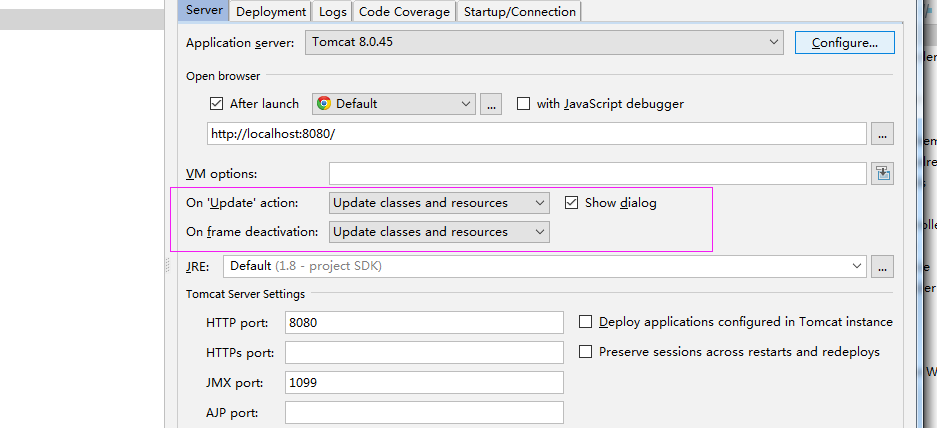 Server Deployment Logs Code Coverage Startup/Connection
Application server: Tomcat 8.0.45 Configure...
Open browser
After launch Default ... with JavaScript debugger
http://localhost:8080/ ...
VM options:
On 'Update' action: Update classes and resources Show dialog
On frame deactivation: Update classes and resources
JRE: Default (1.8 - project SDK) ...
Tomcat Server Settings
HTTP port: 8080 Deploy applications configured in Tomcat instance
HTTPs port: Preserve sessions across restarts and redeploys
JMX port: 1099
AJP port: